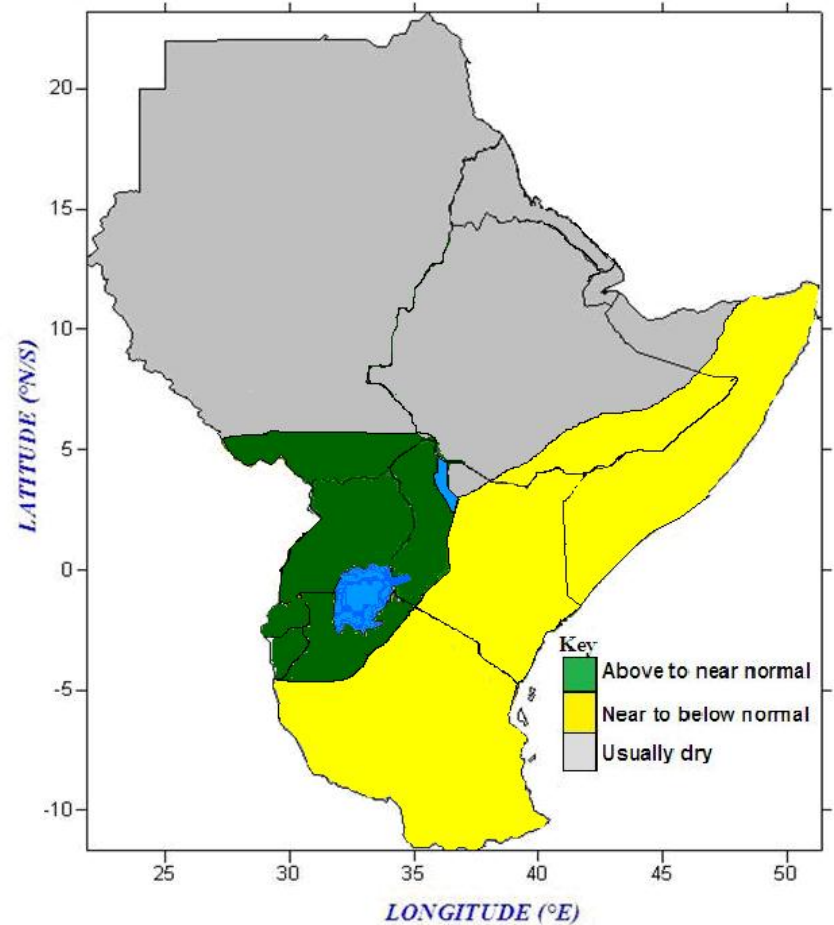 20
15
10
5
0
-5
-10
LATITUDE (°N/S)
Key
Above to near normal
Near to below normal
Usually dry
25 30 35 40 45 50
LONGITUDE (°E)